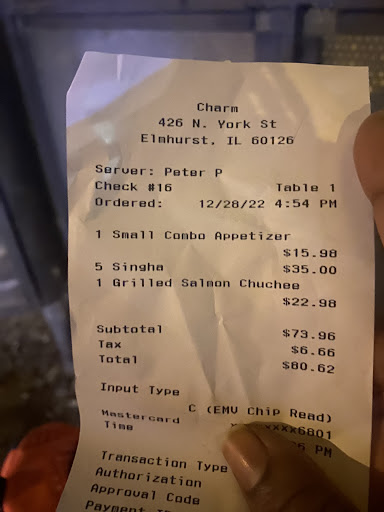 Charm
426 N. York St
Elmhurst, IL 60126
Server: Peter P
Check #16 Table 1
Ordered: 12/28/22 4:54 PM
1 Small Combo Appetizer
$15.98
5 Singha $35.00
1 Grilled Salmon Chuchee
$22.98
Subtotal $73.96
Tax $6.66
Total $80.62
Input Type
C (EMV Chip Read)
Mastercard xxxx6801
Time PM
Transaction Type
Authorization
Approval Code
Payment